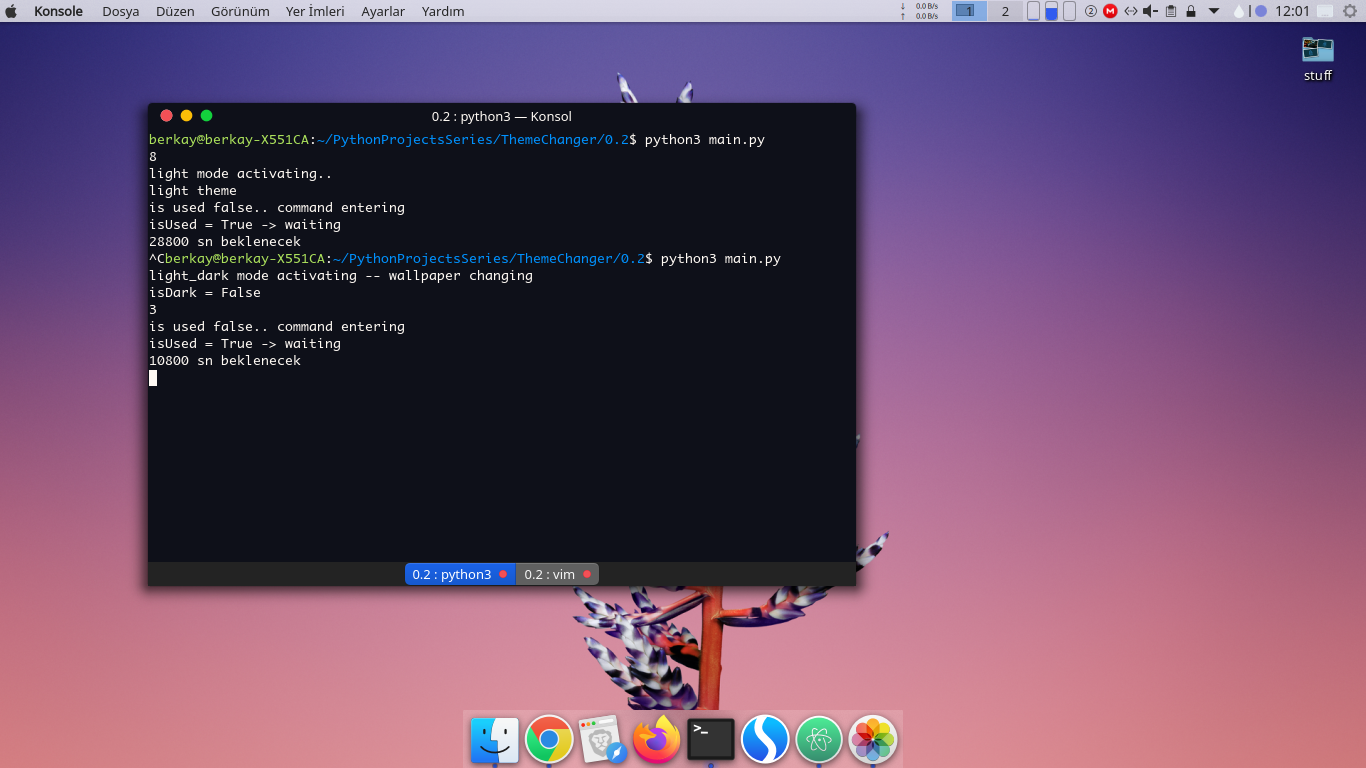 Konsole Dosya Düzen Görünüm Yer İmleri Ayarlar Yardım
0.0 B/s
0.0 B/s
1 2 2 12:01
stuff
0.2 : python3 — Konsol
berkay@berkay-X551CA:~/PythonProjectsSeries/ThemeChanger/0.2$ python3 main.py
8
light mode activating..
light theme
is used false.. command entering
isUsed = True -> waiting
28800 sn beklenecek
^Cberkay@berkay-X551CA:~/PythonProjectsSeries/ThemeChanger/0.2$ python3 main.py
light_dark mode activating -- wallpaper changing
isDark = False
3
is used false.. command entering
isUsed = True -> waiting
10800 sn beklenecek
0.2 : python3 0.2 : vim
>_